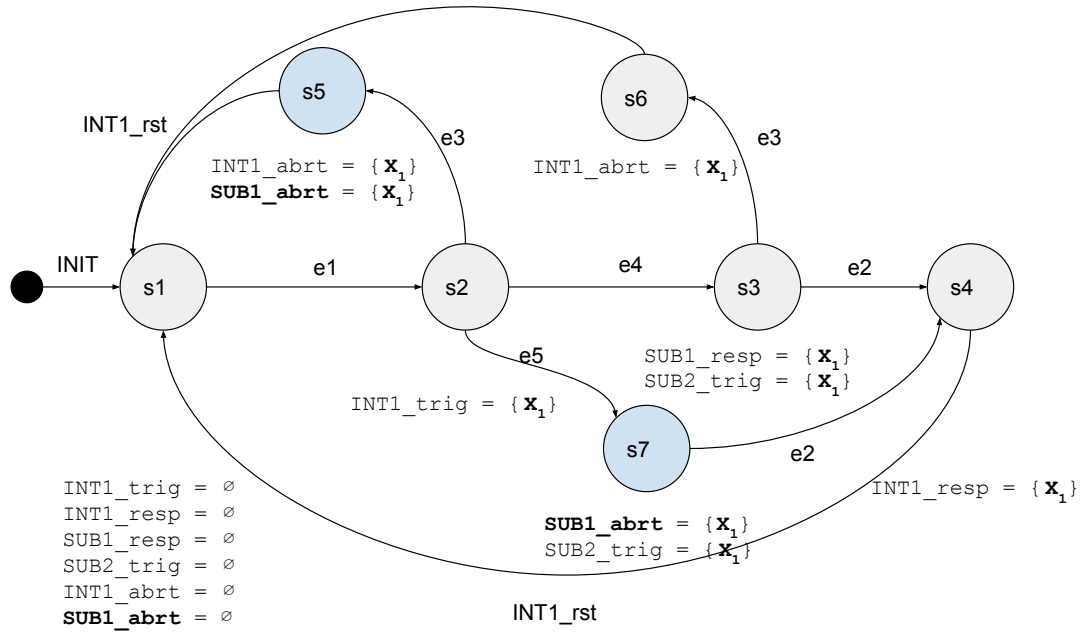 s5
s6
INT1_rst
e3
e3
INT1_abrt = {X₁}
SUB1_abrt = {X₁}
INT1_abrt = {X₁}
INIT
s1
e1
s2
e4
s3
e2
s4
e5
INT1_trig = {X₁}
SUB1_resp = {X₁}
SUB2_trig = {X₁}
s7
e2
INT1_resp = {X₁}
SUB1_abrt = {X₁}
SUB2_trig = {X₁}
INT1_trig = ∅
INT1_resp = ∅
SUB1_resp = ∅
SUB2_trig = ∅
INT1_abrt = ∅
SUB1_abrt = ∅
INT1_rst